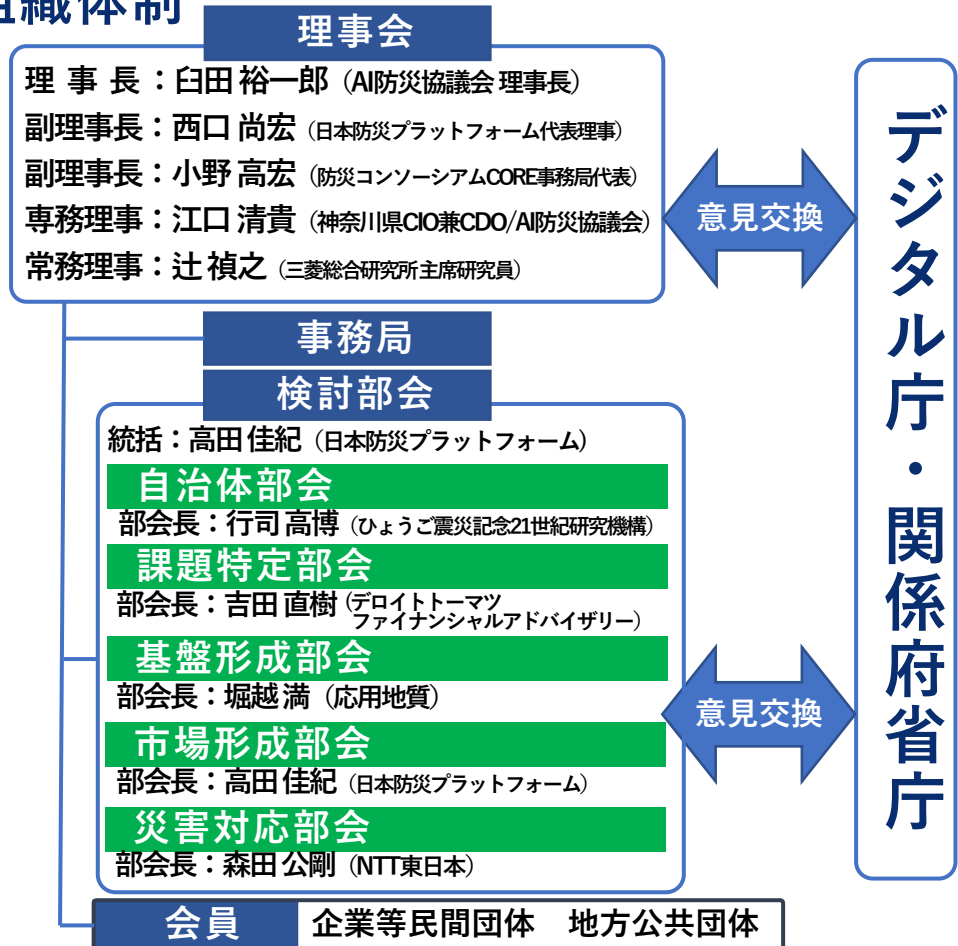 組織体制
理事会
理 事 長：臼田 裕一郎（AI防災協議会 理事長）
副理事長：西口 尚宏（日本防災プラットフォーム代表理事）
副理事長：小野 高宏（防災コンソーシアムCORE事務局代表）
専務理事：江口 清貴（神奈川県CIO兼CDO/AI防災協議会）
常務理事：辻 禎之（三菱総合研究所 主席研究員）
意見交換
事務局
検討部会
統括：高田 佳紀（日本防災プラットフォーム）
自治体部会
部会長：行司 高博（ひょうご震災記念21世紀研究機構）
課題特定部会
部会長：吉田 直樹（デロイトトーマツ
ファイナンシャルアドバイザリー）
基盤形成部会
部会長：堀越 満（応用地質）
意見交換
市場形成部会
部会長：高田 佳紀（日本防災プラットフォーム）
災害対応部会
部会長：森田 公剛（NTT東日本）
会員 企業等民間団体 地方公共団体
デジタル庁・関係府省庁